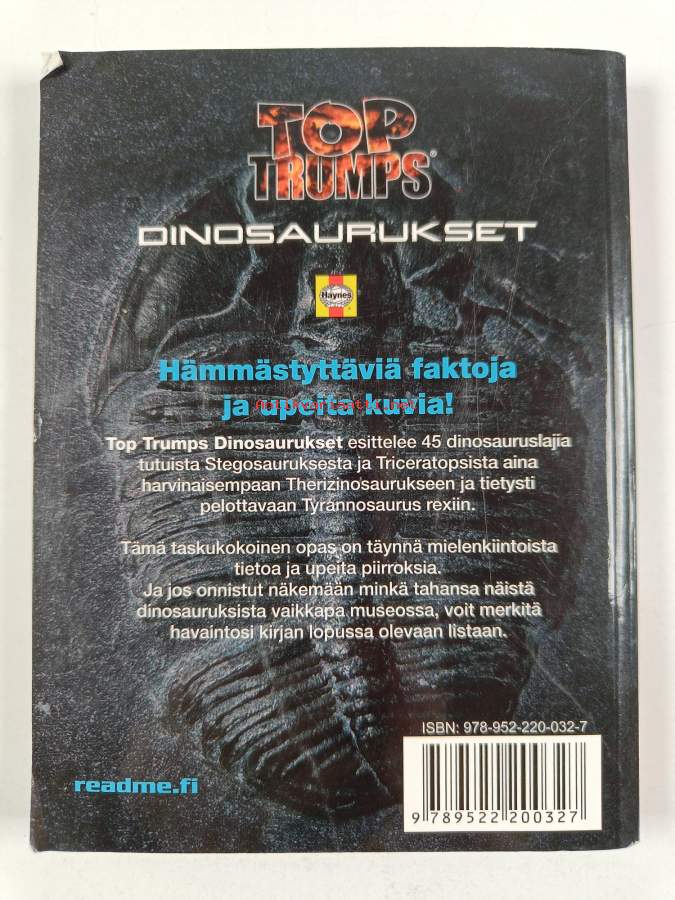 TOP
TRUMPS®
DINOSAURUKSET
Haynes
Hämmästyttäviä faktoja
ja upeita kuvia!
Top Trumps Dinosaurukset esittelee 45 dinosauruslajia
tutuista Stegosauruksesta ja Triceratopsista aina
harvinaisempaan Therizinosaurukseen ja tietysti
pelottavaan Tyrannosaurus rexiin.
Tämä taskukokoinen opas on täynnä mielenkiintoista
tietoa ja upeita piirroksia.
Ja jos onnistut näkemään minkä tahansa näistä
dinosauruksista vaikkapa museossa, voit merkitä
havaintosi kirjan lopussa olevaan listaan.
ISBN: 978-952-220-032-7
readme.fi
9 789522 200327